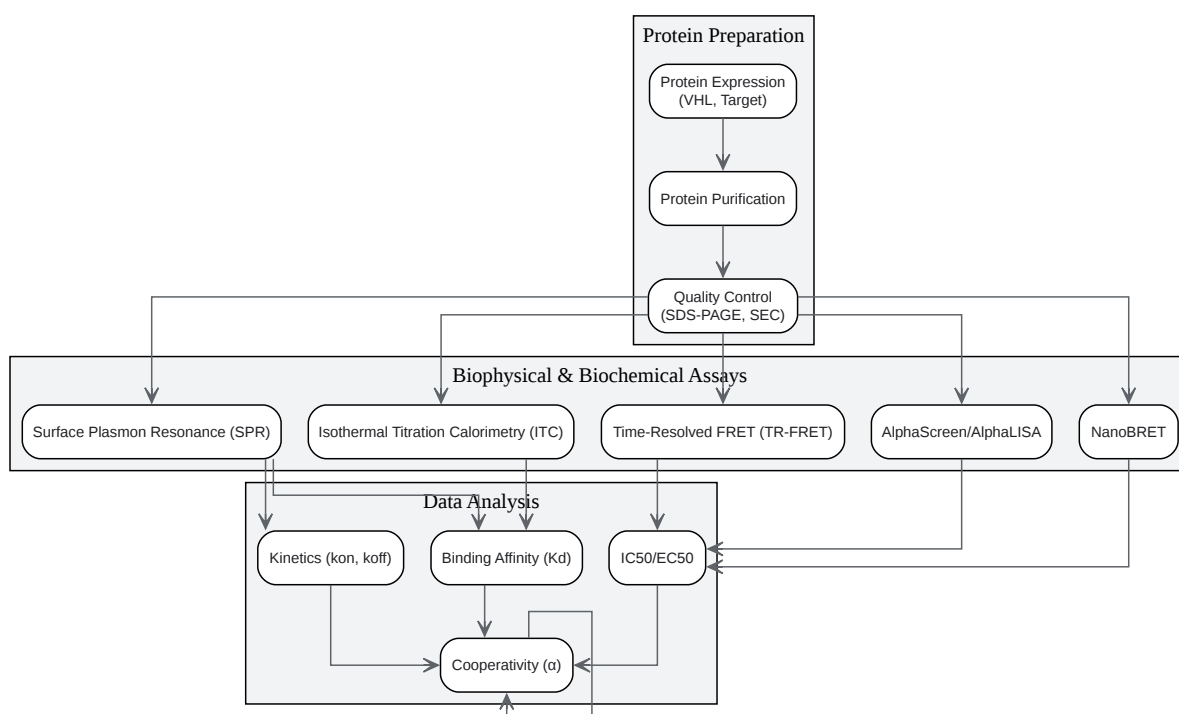 Protein Preparation
Protein Expression
(VHL, Target)
Protein Purification
Quality Control
(SDS-PAGE, SEC)
Biophysical & Biochemical Assays
Surface Plasmon Resonance (SPR)
Isothermal Titration Calorimetry (ITC)
Time-Resolved FRET (TR-FRET)
AlphaScreen/AlphaLISA
NanoBRET
Data Analysis
Kinetics (kon, koff)
Binding Affinity (Kd)
IC50/EC50
Cooperativity (α)